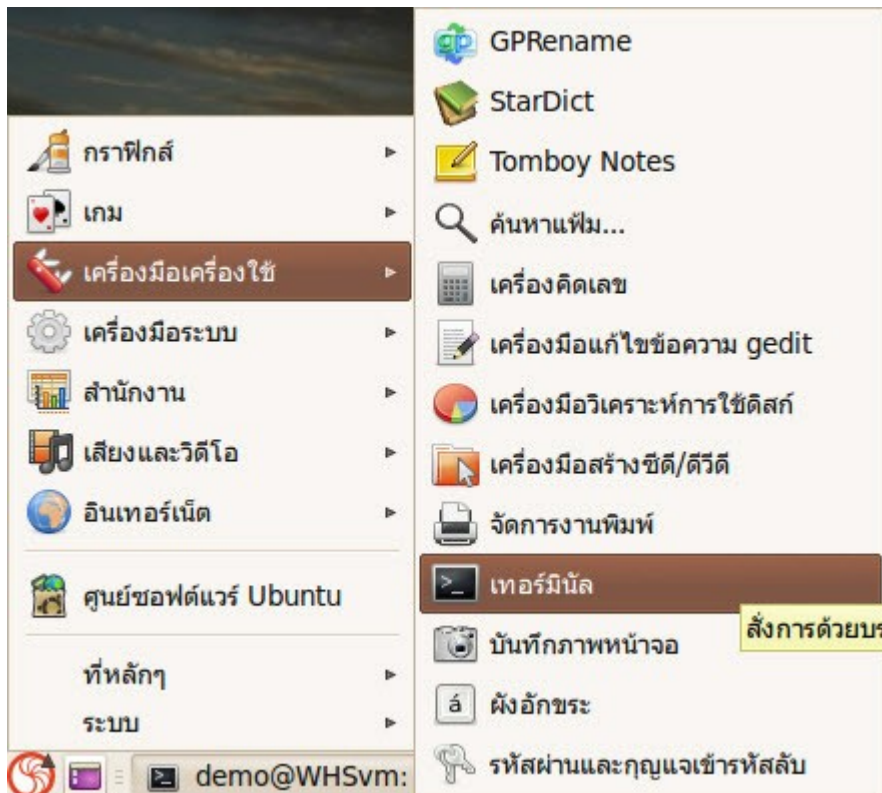 กราฟิกส์
เกม
เครื่องมือเครื่องใช้
เครื่องมือระบบ
สำนักงาน
เสียงและวิดีโอ
อินเทอร์เน็ต
ศูนย์ซอฟต์แวร์ Ubuntu
ที่หลักๆ
ระบบ
demo@WHSvm:
GPRename
StarDict
Tomboy Notes
ค้นหาแฟ้ม...
เครื่องคิดเลข
เครื่องมือแก้ไขข้อความ gedit
เครื่องมือวิเคราะห์การใช้ดิสก์
เครื่องมือสร้างซีดี/ดีวีดี
จัดการงานพิมพ์
เทอร์มินัล
สั่งการด้วยบร
บันทึกภาพหน้าจอ
á ผังอักขระ
รหัสผ่านและกุญแจเข้ารหัสลับ